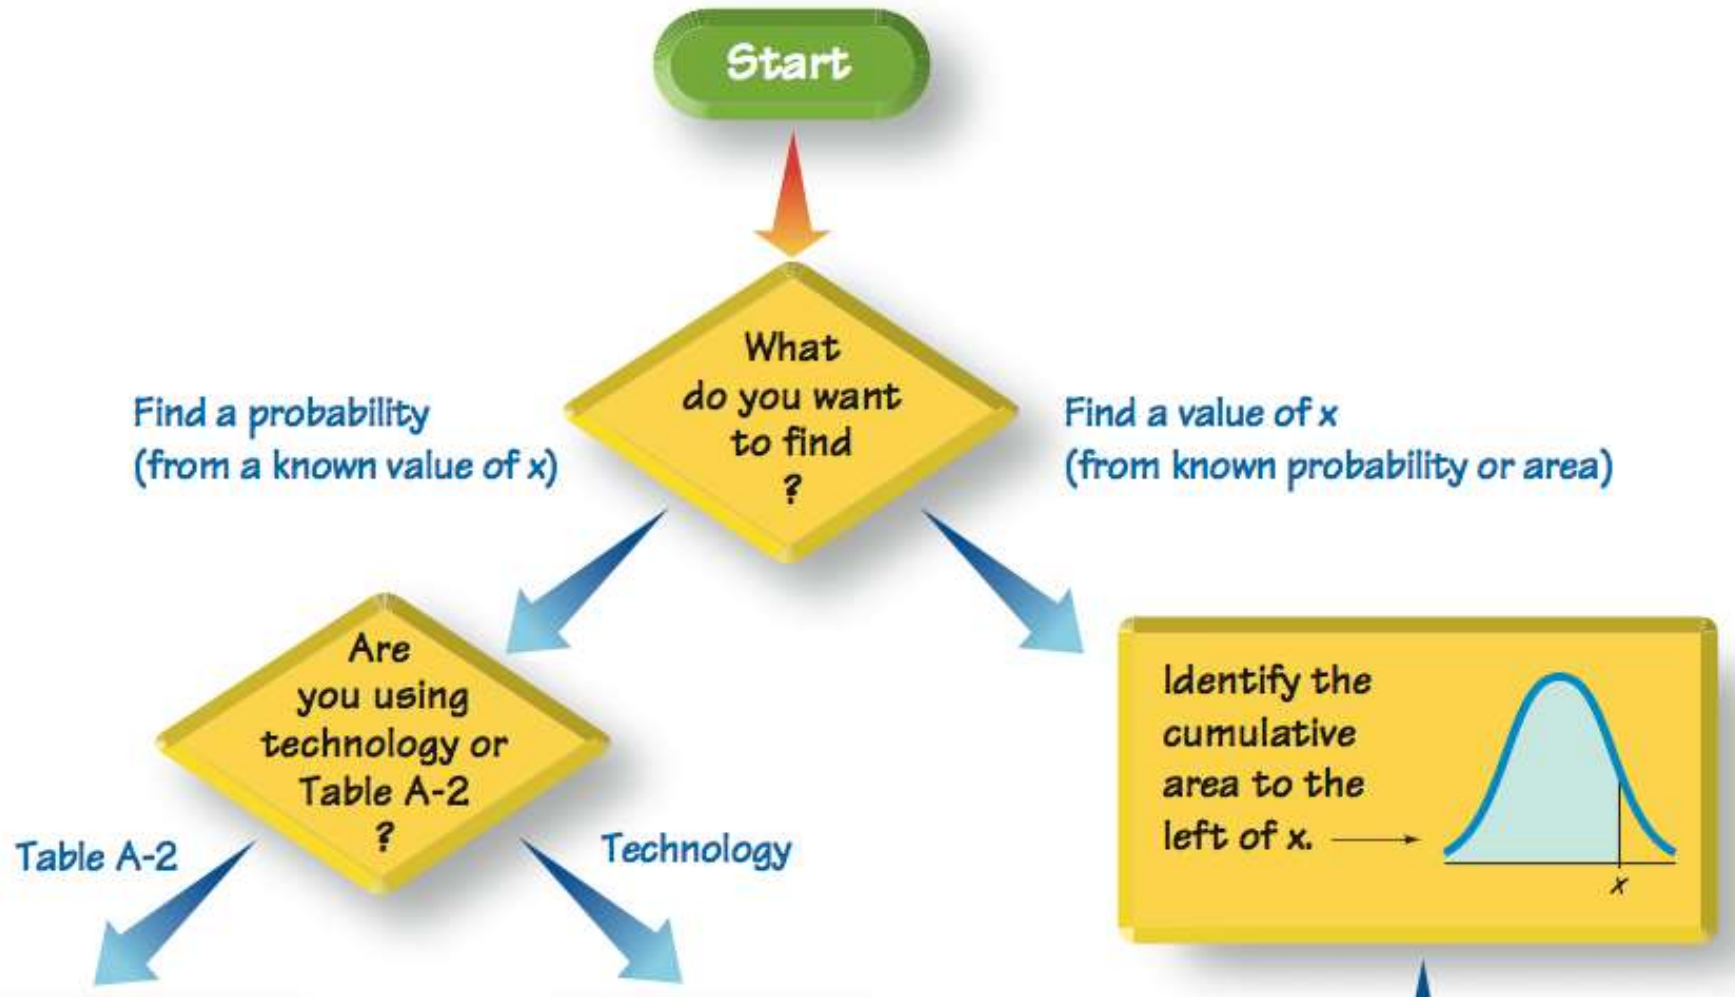 Start
What
do you want
to find
?
Find a probability
(from a known value of x)
Find a value of x
(from known probability or area)
Are
you using
technology or
Table A-2
?
Table A-2
Technology
Identify the
cumulative
area to the
left of x.
x